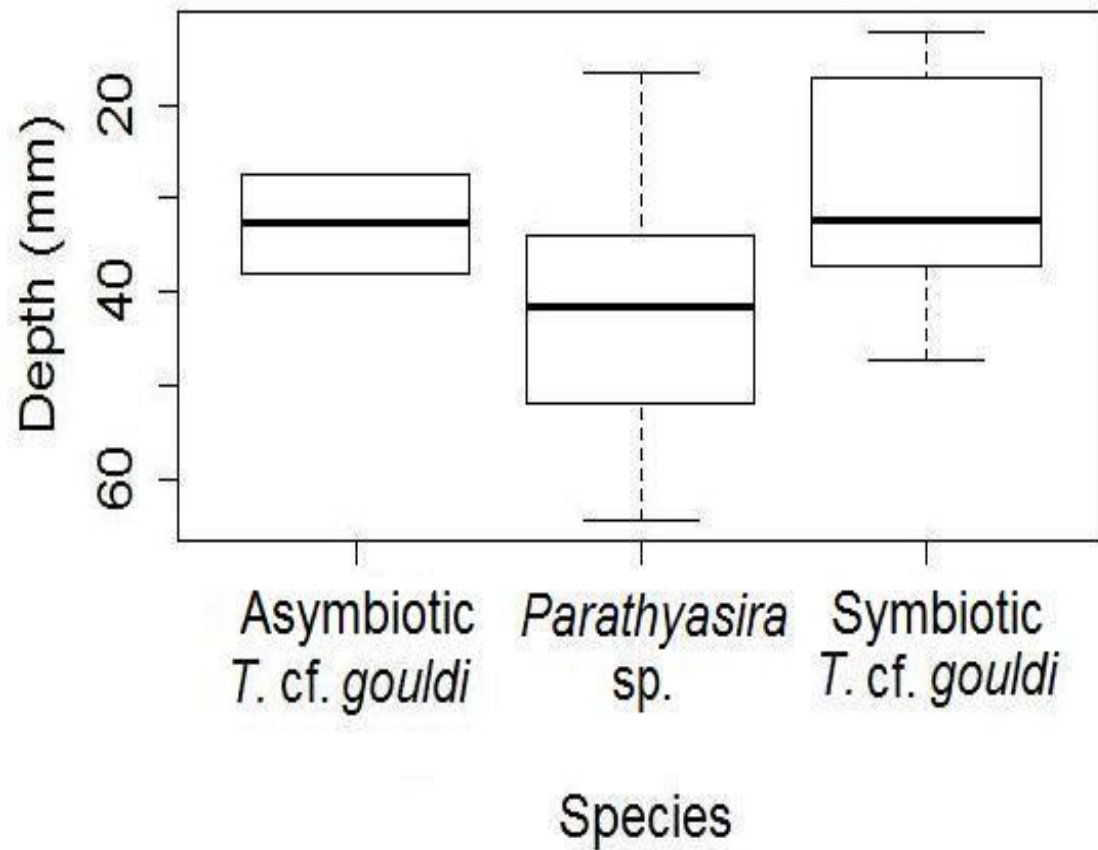 Depth (mm)
20
40
60
Asymbiotic
T. cf. gouldi
Parathyasira
sp.
Symbiotic
T. cf. gouldi
Species